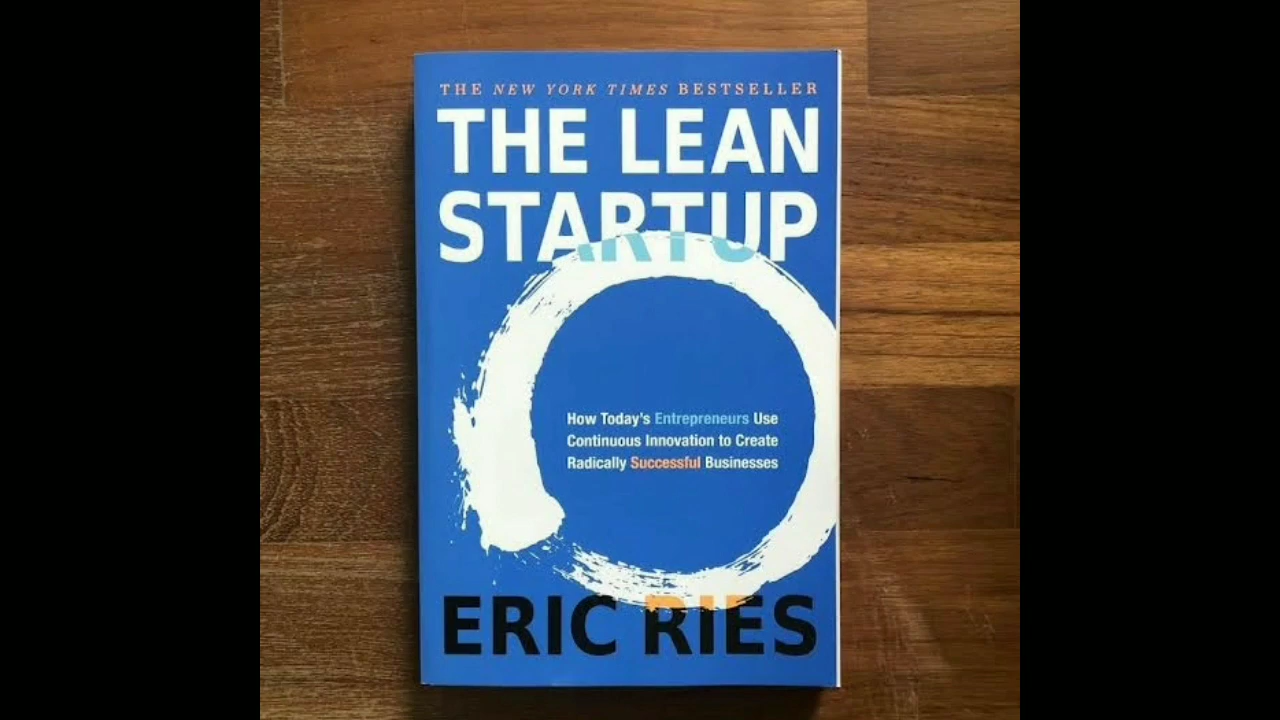 THE NEW YORK TIMES BESTSELLER
THE LEAN
STARTUP
How Today's Entrepreneurs Use
Continuous Innovation to Create
Radically Successful Businesses
ERIC RIES